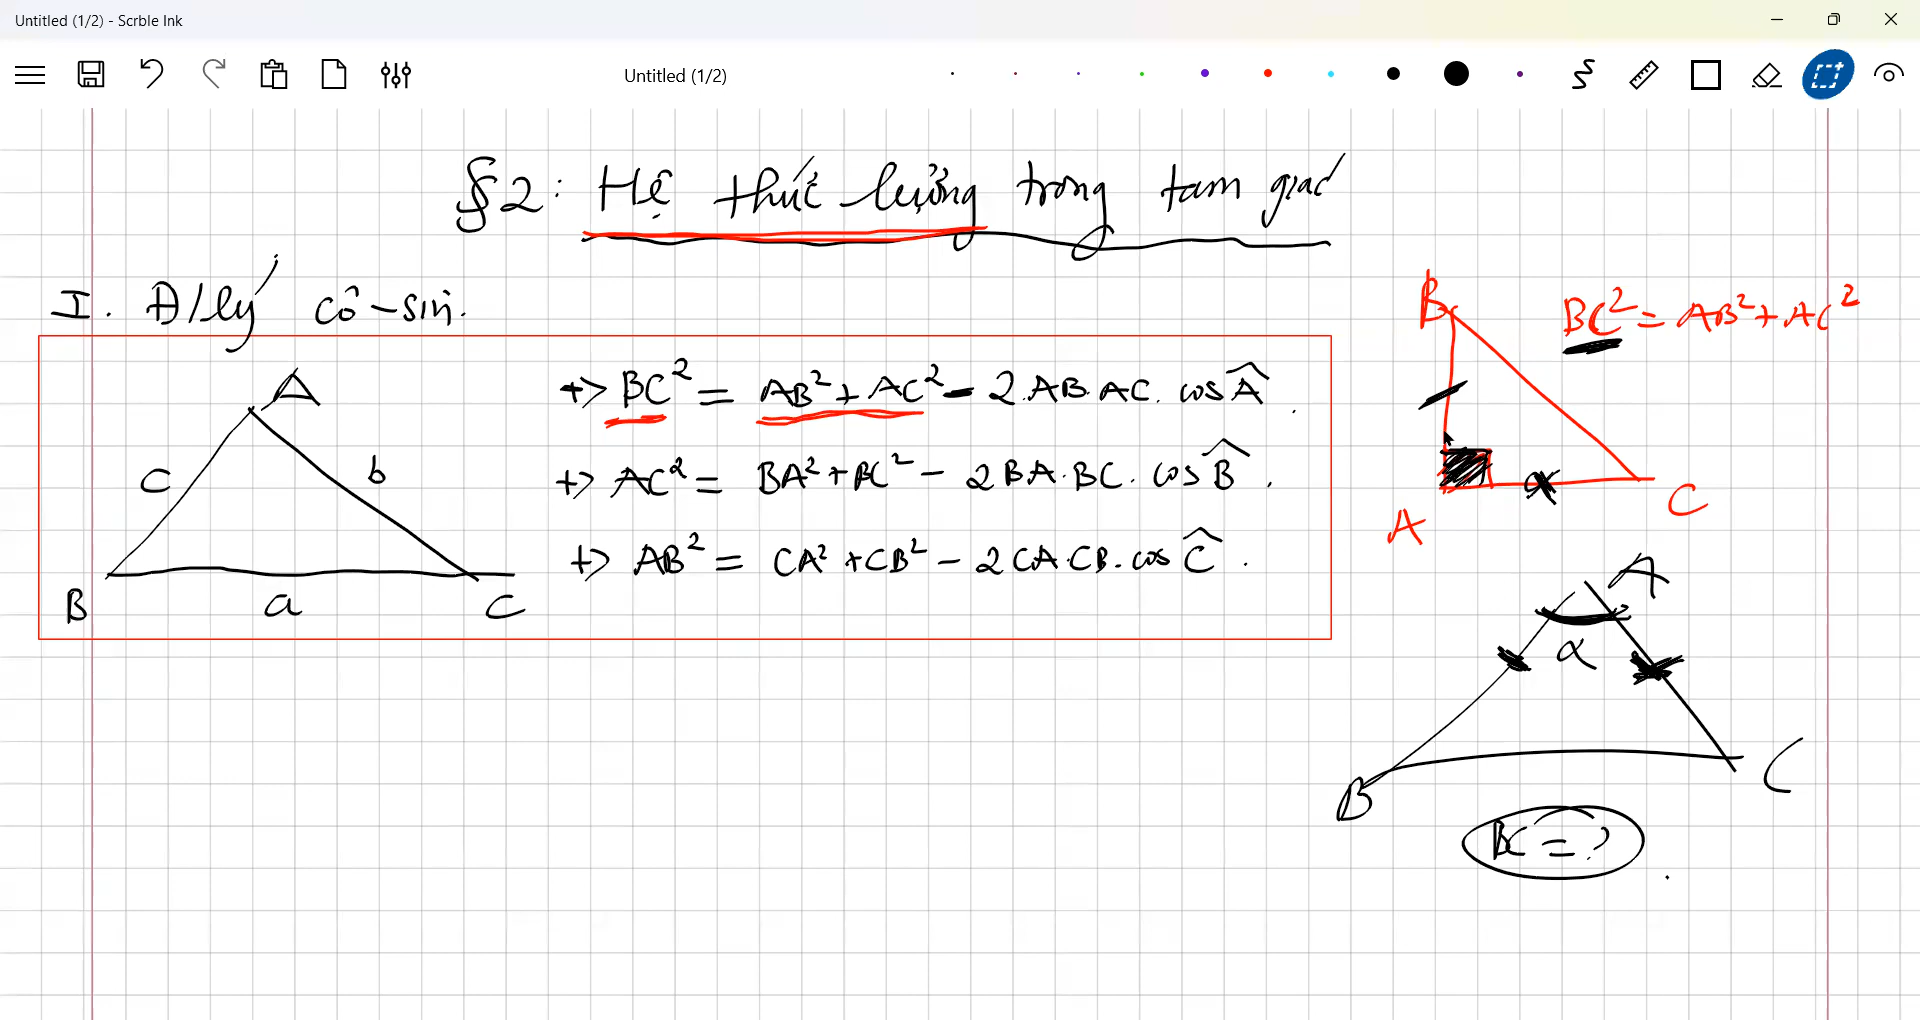 Untitled (1/2) - Scrble Ink
Untitled (1/2)
§2: Hệ thức lượng trong tam giác
I. Đ/lý cô-sin.
A
c
b
B
a
C
+> BC² = AB² + AC² - 2.AB.AC. cos Â.
+> AC² = BA² + BC² - 2BA.BC. cos B̂.
+> AB² = CA² + CB² - 2CA.CB. cos Ĉ.
B
BC² = AB² + AC²
A
C
A
α
B
C
BC = ?